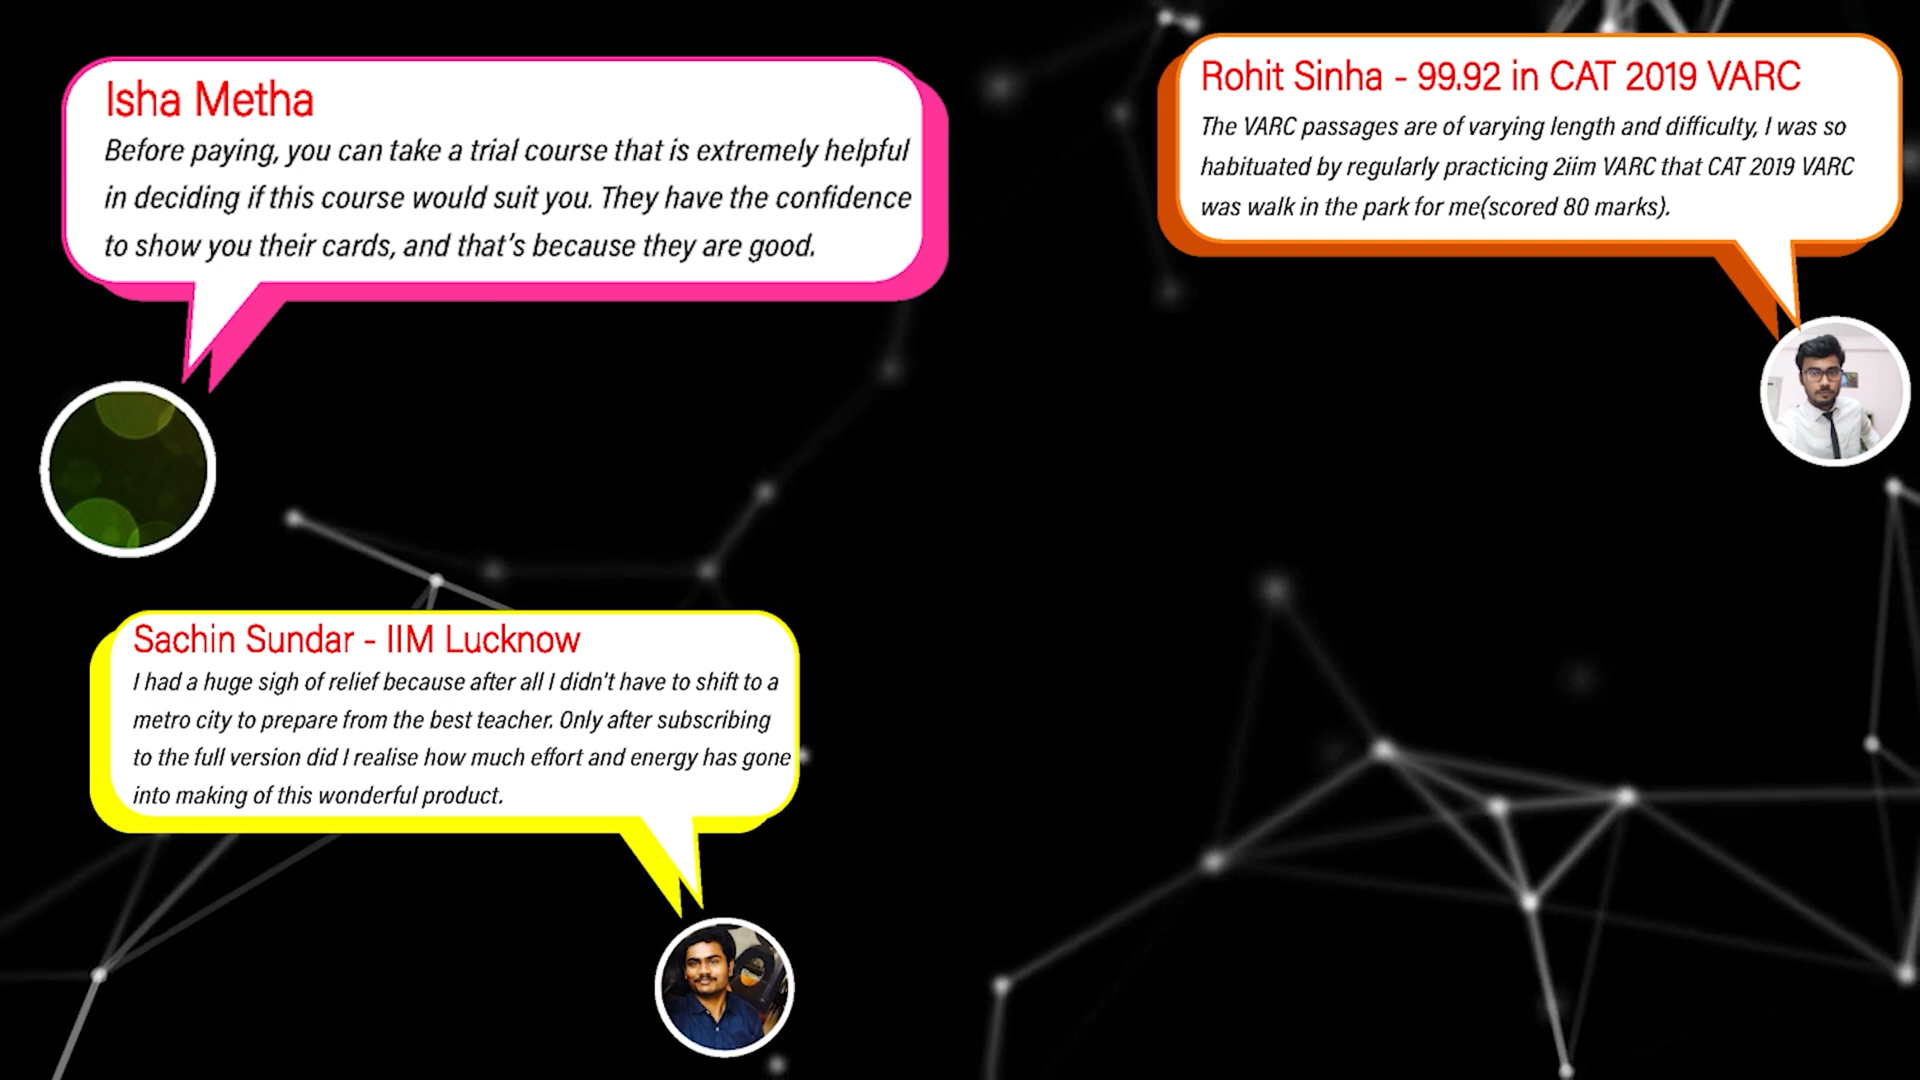 Isha Metha
Before paying, you can take a trial course that is extremely helpful
in deciding if this course would suit you. They have the confidence
to show you their cards, and that's because they are good.
Rohit Sinha - 99.92 in CAT 2019 VARC
The VARC passages are of varying length and difficulty, I was so
habituated by regularly practicing 2iim VARC that CAT 2019 VARC
was walk in the park for me(scored 80 marks).
Sachin Sundar - IIM Lucknow
I had a huge sigh of relief because after all I didn't have to shift to a
metro city to prepare from the best teacher. Only after subscribing
to the full version did I realise how much effort and energy has gone
into making of this wonderful product.